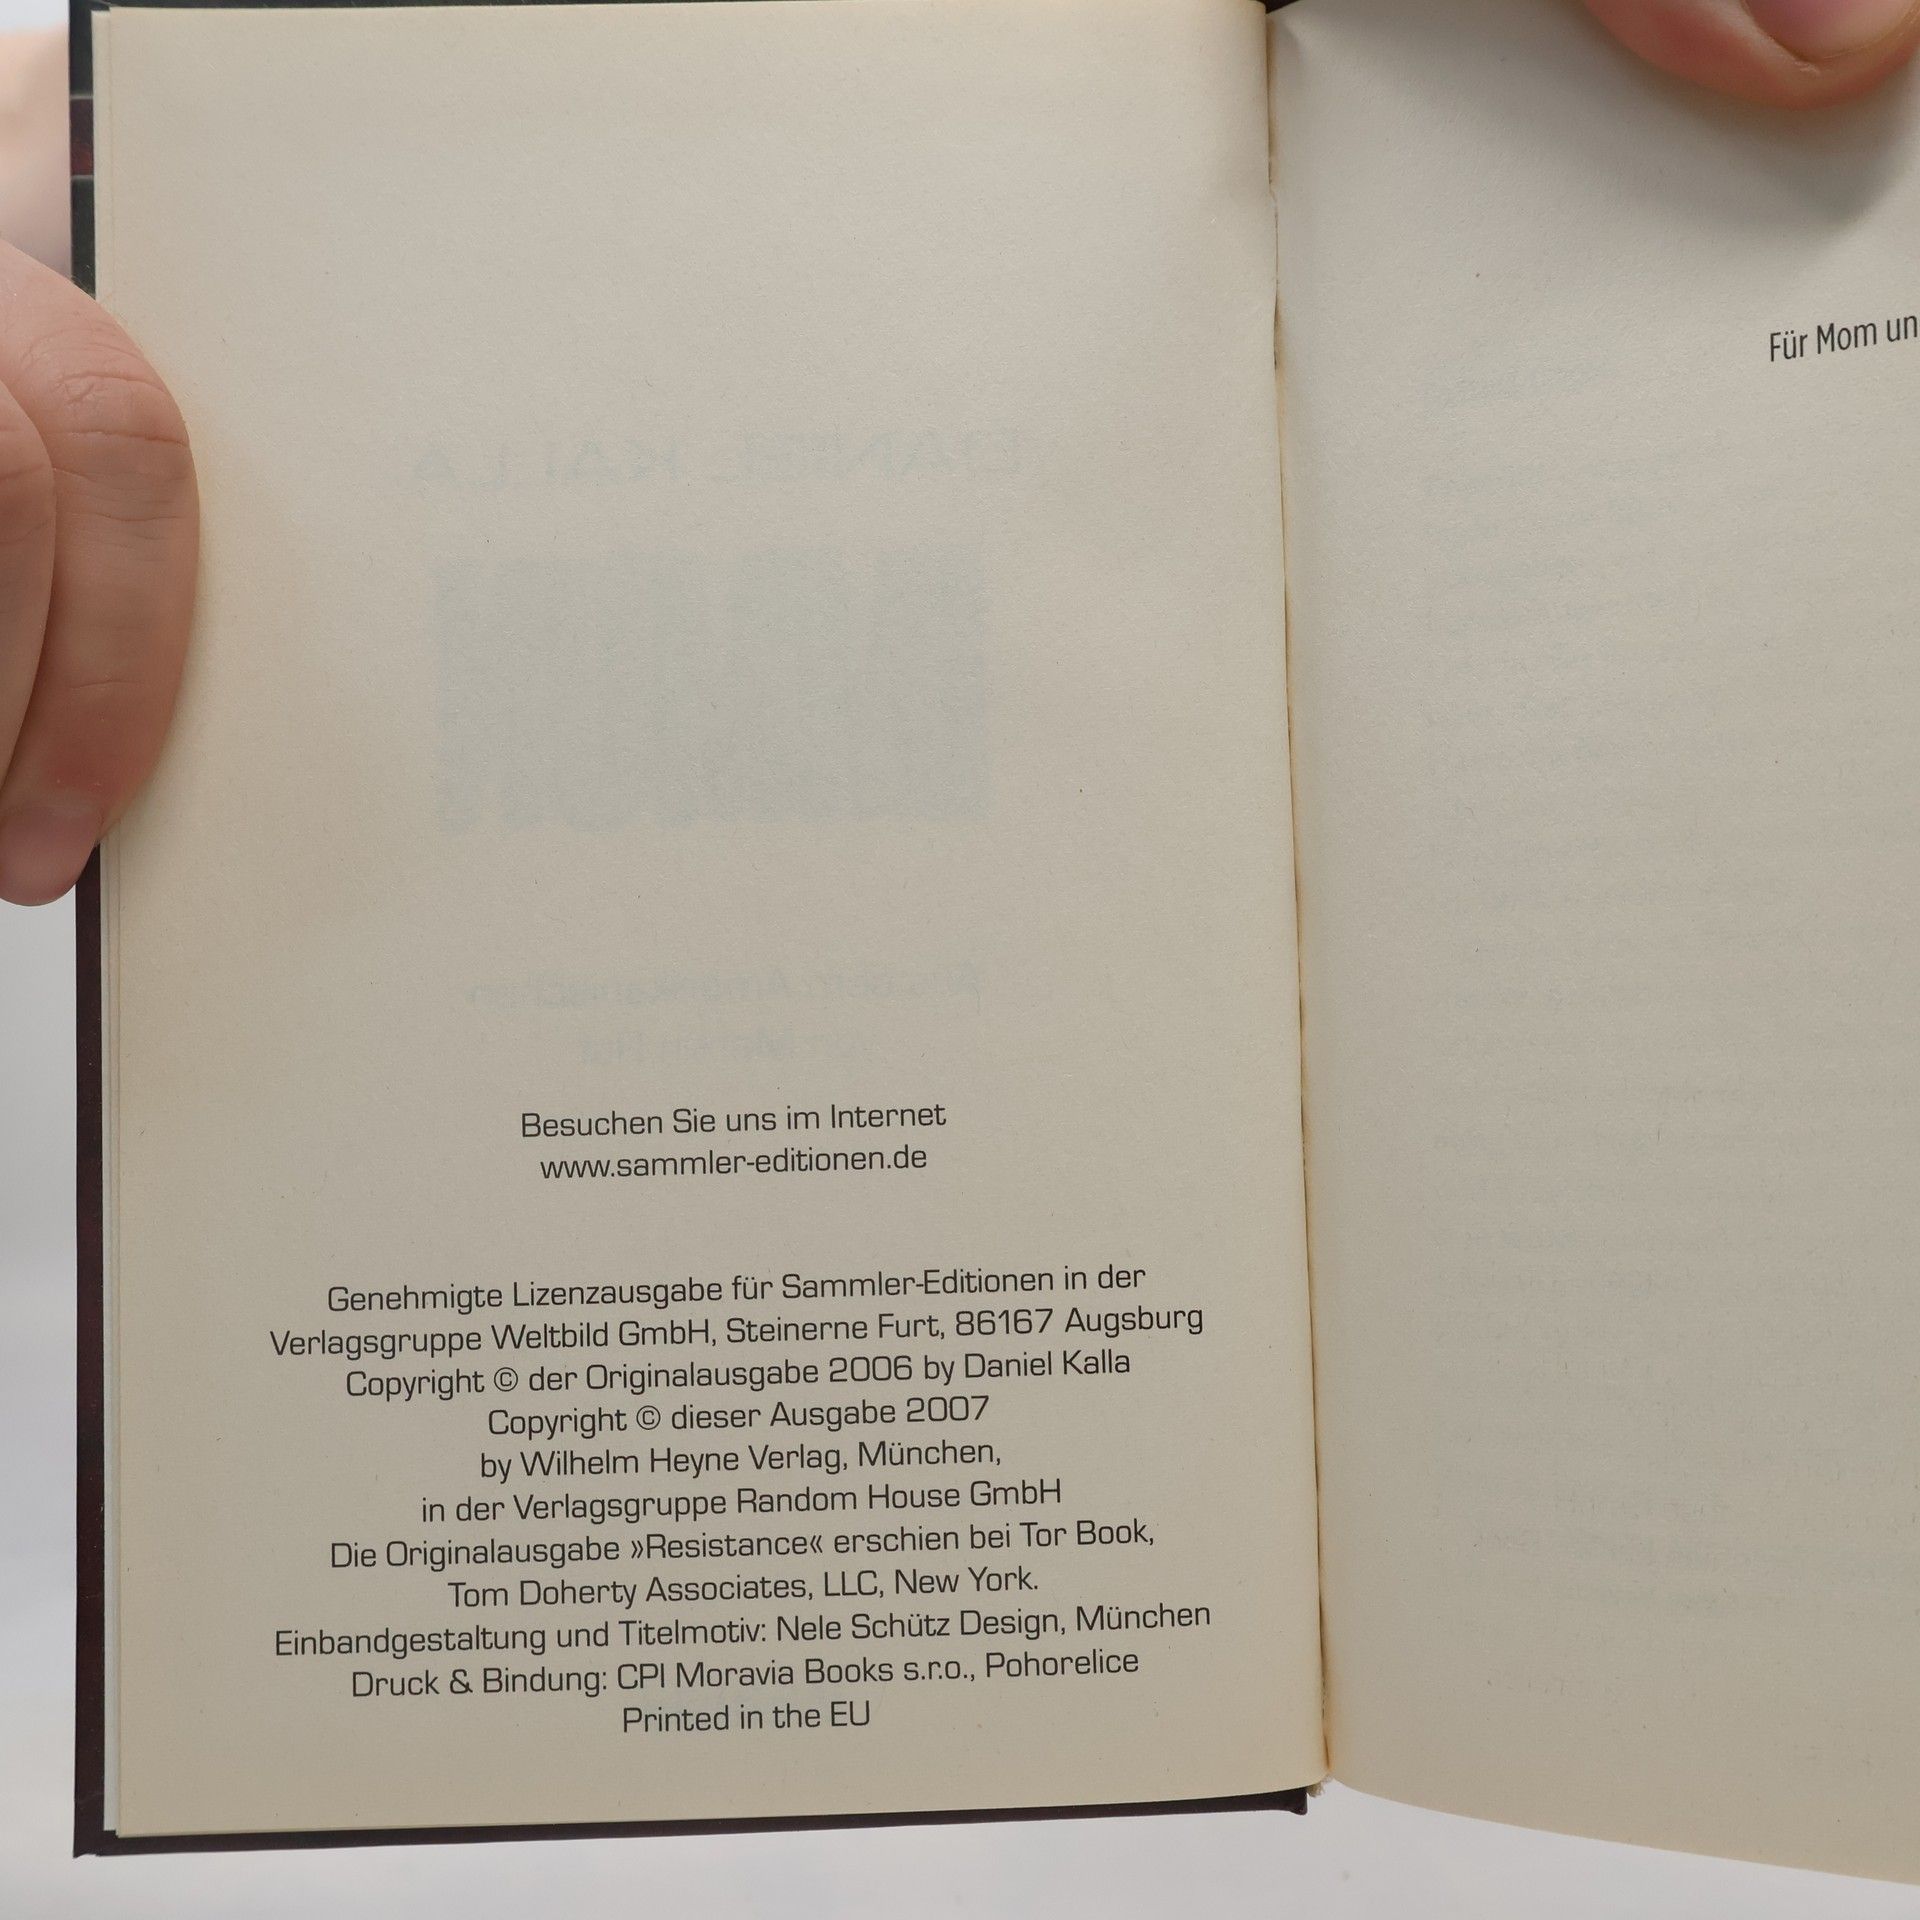 Besuchen Sie uns im Internet
www.sammler-editionen.de
Genehmigte Lizenzausgabe für Sammler-Editionen in der
Verlagsgruppe Weltbild GmbH, Steinerne Furt, 86167 Augsburg
Copyright © der Originalausgabe 2006 by Daniel Kalla
Copyright © dieser Ausgabe 2007
by Wilhelm Heyne Verlag, München,
in der Verlagsgruppe Random House GmbH
Die Originalausgabe »Resistance« erschien bei Tor Book,
Tom Doherty Associates, LLC, New York.
Einbandgestaltung und Titelmotiv: Nele Schütz Design, München
Druck & Bindung: CPI Moravia Books s.r.o., Pohorelice
Printed in the EU
Für Mom un